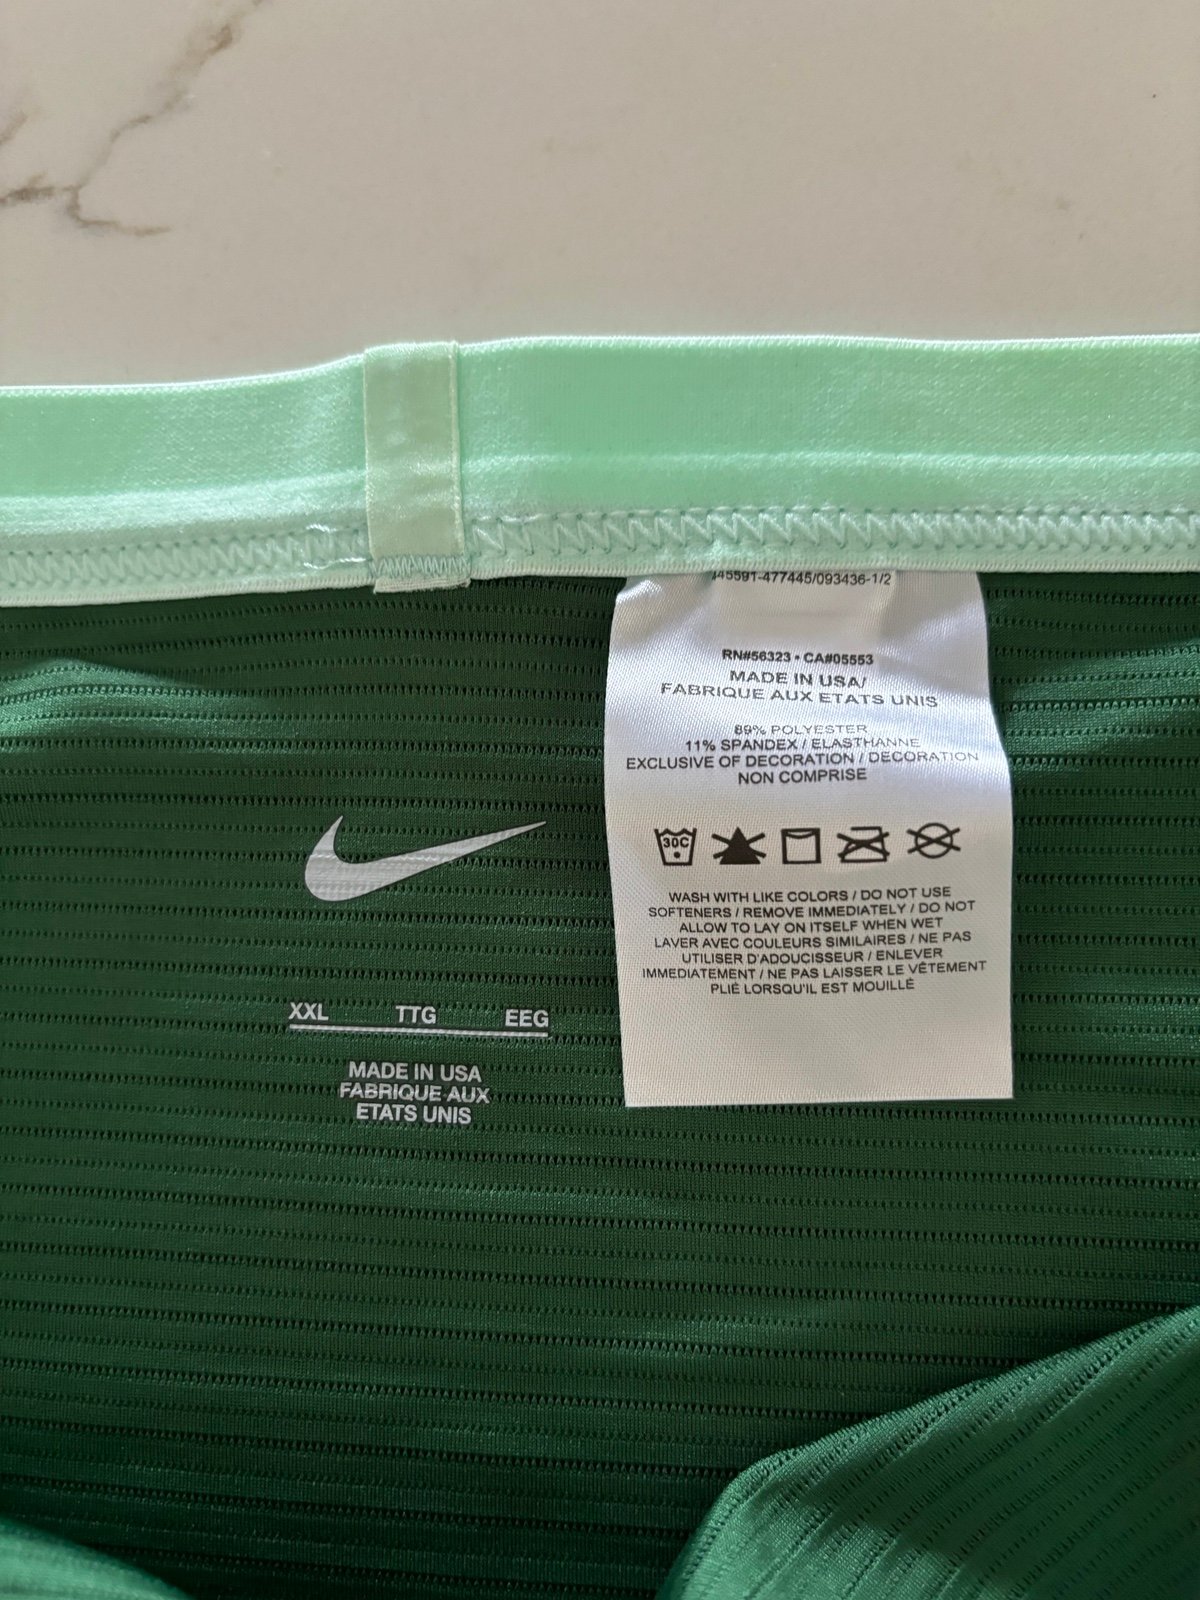 45591-477445/093436-1/2
RN#56323 • CA#05553
MADE IN USA/
FABRIQUE AUX ETATS UNIS
89% POLYESTER
11% SPANDEX / ELASTHANNE
EXCLUSIVE OF DECORATION / DECORATION
NON COMPRISE
30C
WASH WITH LIKE COLORS / DO NOT USE
SOFTENERS / REMOVE IMMEDIATELY / DO NOT
ALLOW TO LAY ON ITSELF WHEN WET
LAVER AVEC COULEURS SIMILAIRES / NE PAS
UTILISER D'ADOUCISSEUR / ENLEVER
IMMEDIATEMENT / NE PAS LAISSER LE VÊTEMENT
PLIÉ LORSQU'IL EST MOUILLÉ
XXL TTG EEG
MADE IN USA
FABRIQUE AUX
ETATS UNIS